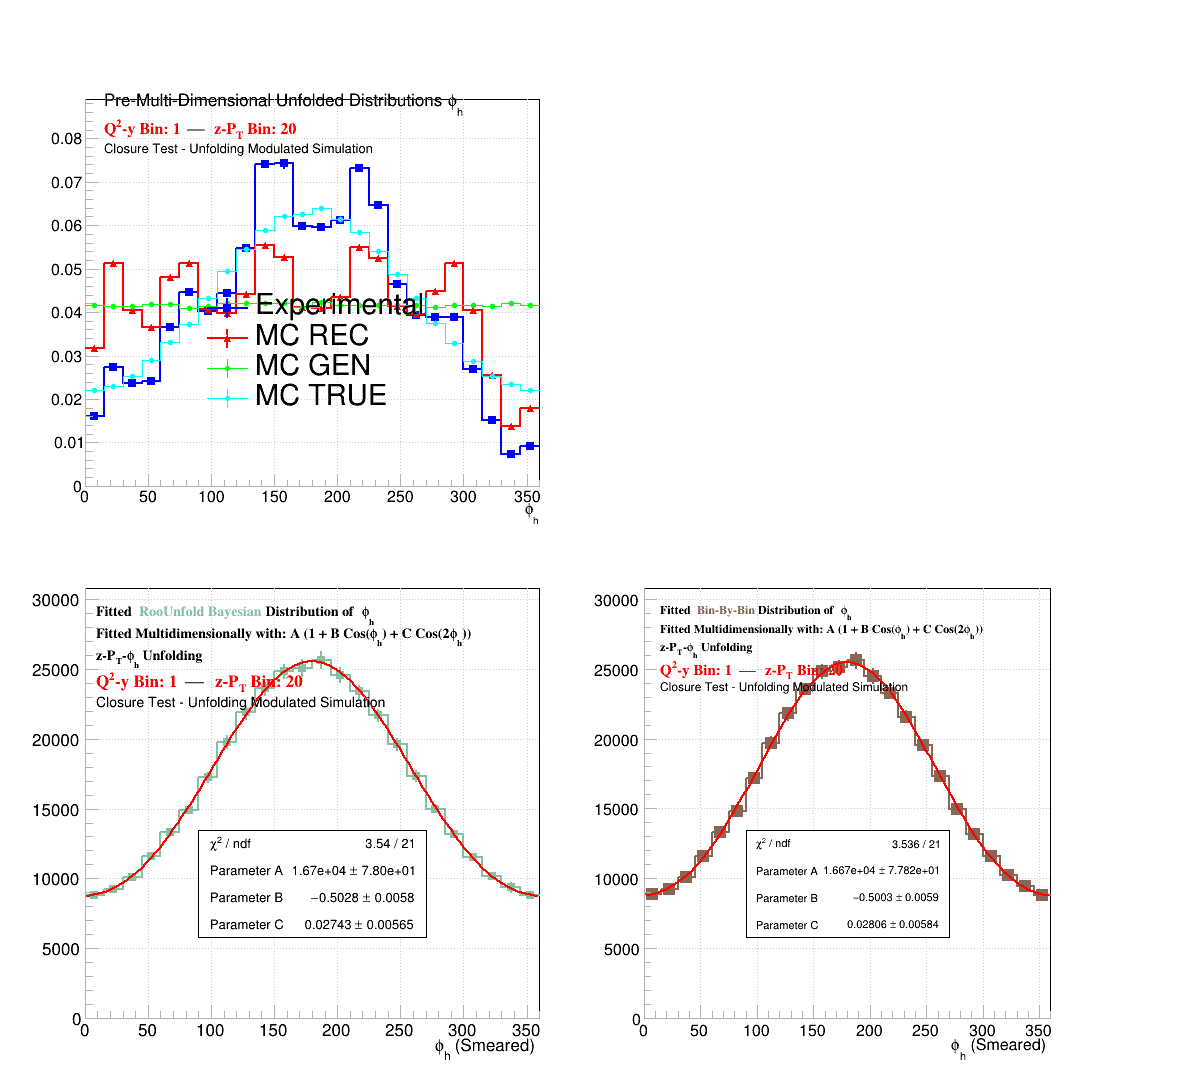 Pre-Multi-Dimensional Unfolded Distributions ϕh
Q²-y Bin: 1 — z-PT Bin: 20
Closure Test - Unfolding Modulated Simulation
0.08
0.07
0.06
0.05
0.04
0.03
0.02
0.01
0
Experimental
MC REC
MC GEN
MC TRUE
0 50 100 150 200 250 300 350
ϕh
Fitted RooUnfold Bayesian Distribution of ϕh
Fitted Multidimensionally with: A (1 + B Cos(ϕh) + C Cos(2ϕh))
z-PT-ϕh Unfolding
Q²-y Bin: 1 — z-PT Bin: 20
Closure Test - Unfolding Modulated Simulation
30000
25000
20000
15000
10000
5000
0
χ² / ndf 3.54 / 21
Parameter A 1.67e+04 ± 7.80e+01
Parameter B −0.5028 ± 0.0058
Parameter C 0.02743 ± 0.00565
0 50 100 150 200 250 300 350
ϕh (Smeared)
Fitted Bin-By-Bin Distribution of ϕh
Fitted Multidimensionally with: A (1 + B Cos(ϕh) + C Cos(2ϕh))
z-PT-ϕh Unfolding
Q²-y Bin: 1 — z-PT Bin: 20
Closure Test - Unfolding Modulated Simulation
30000
25000
20000
15000
10000
5000
0
χ² / ndf 3.536 / 21
Parameter A 1.667e+04 ± 7.782e+01
Parameter B −0.5003 ± 0.0059
Parameter C 0.02806 ± 0.00584
0 50 100 150 200 250 300 350
ϕh (Smeared)